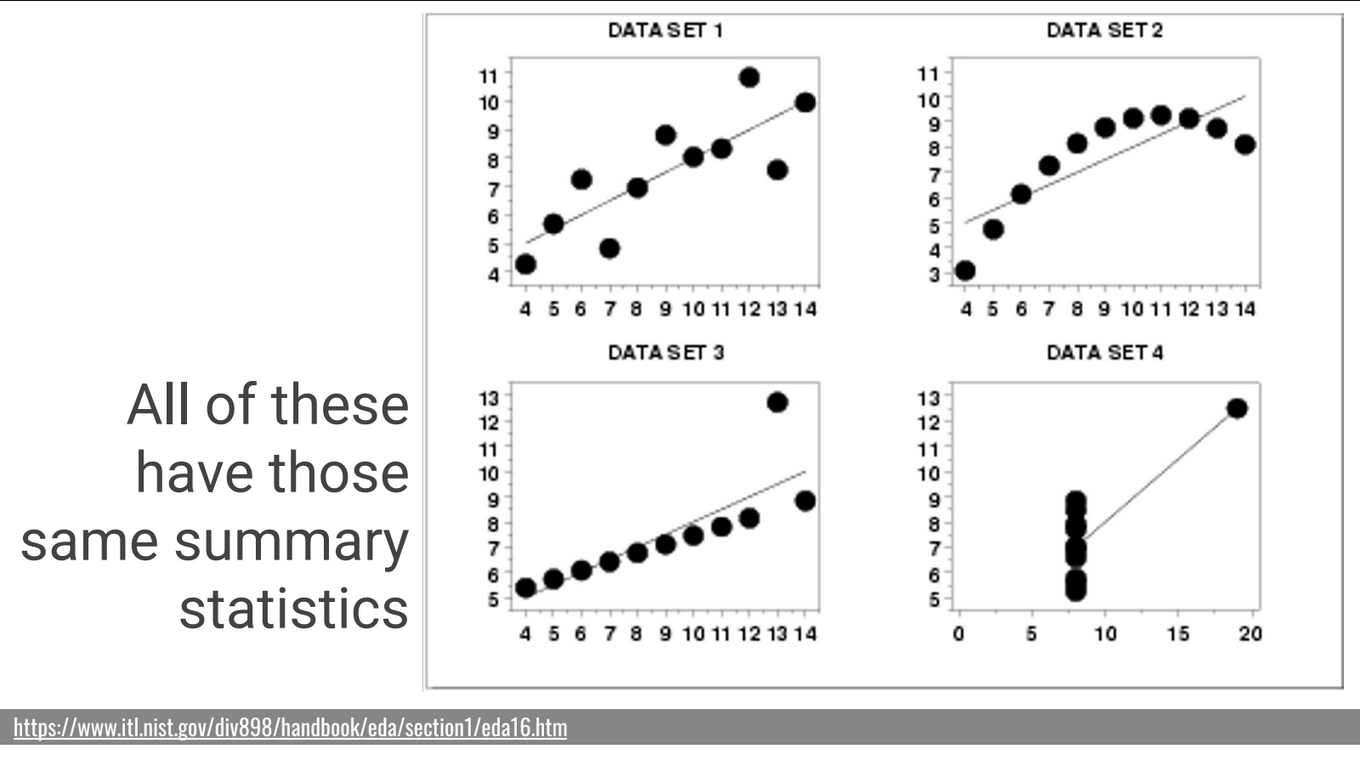 All of these
have those
same summary
statistics
DATA SET 1
11
10
9
8
7
6
5
4
4 5 6 7 8 9 10 11 12 13 14
DATA SET 2
11
10
9
8
7
6
5
4
3
4 5 6 7 8 9 10 11 12 13 14
DATA SET 3
13
12
11
10
9
8
7
6
5
4 5 6 7 8 9 10 11 12 13 14
DATA SET 4
13
12
11
10
9
8
7
6
5
0 5 10 15 20
https://www.itl.nist.gov/div898/handbook/eda/section1/eda16.htm